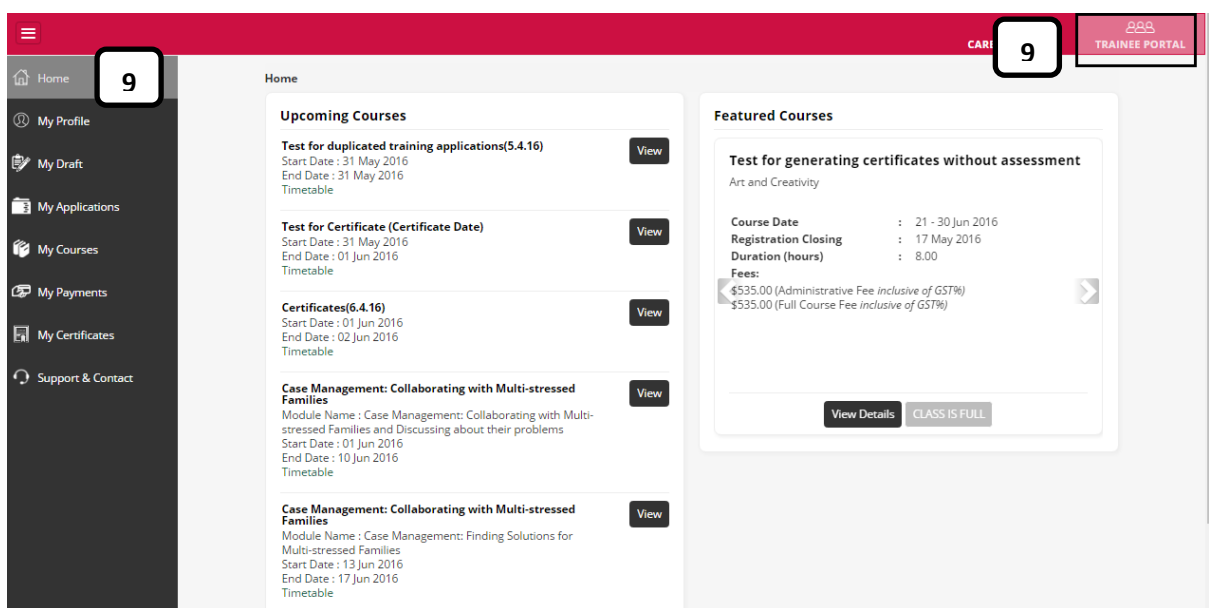 CARE
9
TRAINEE PORTAL
Home
9
My Profile
My Draft
My Applications
My Courses
My Payments
My Certificates
Support & Contact
Home
Upcoming Courses
Test for duplicated training applications(5.4.16)
View
Start Date : 31 May 2016
End Date : 31 May 2016
Timetable
Test for Certificate (Certificate Date)
View
Start Date : 31 May 2016
End Date : 01 Jun 2016
Timetable
Certificates(6.4.16)
View
Start Date : 01 Jun 2016
End Date : 02 Jun 2016
Timetable
Case Management: Collaborating with Multi-stressed
Families
View
Module Name : Case Management: Collaborating with Multi-
stressed Families and Discussing about their problems
Start Date : 01 Jun 2016
End Date : 10 Jun 2016
Timetable
Case Management: Collaborating with Multi-stressed
Families
View
Module Name : Case Management: Finding Solutions for
Multi-stressed Families
Start Date : 13 Jun 2016
End Date : 17 Jun 2016
Timetable
Featured Courses
Test for generating certificates without assessment
Art and Creativity
Course Date : 21 - 30 Jun 2016
Registration Closing : 17 May 2016
Duration (hours) : 8.00
Fees:
$535.00 (Administrative Fee inclusive of GST%)
$535.00 (Full Course Fee inclusive of GST%)
View Details CLASS IS FULL